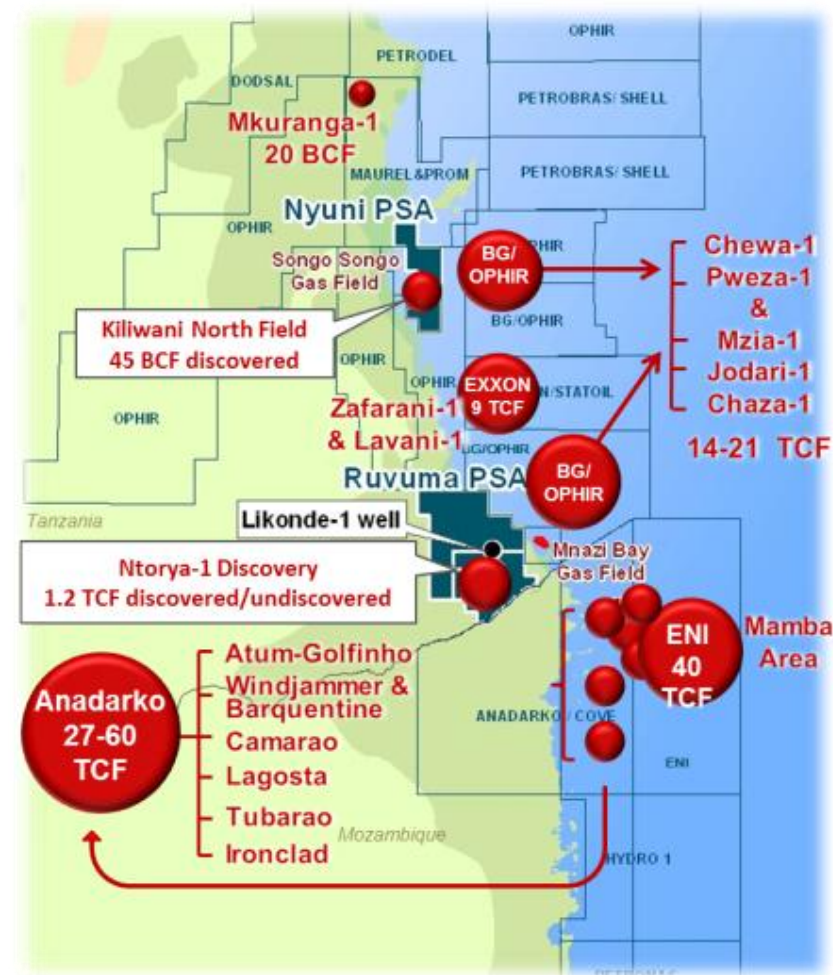 OPHIR
PETRODEL
DODSAL
PETROBRAS/ SHELL
Mkuranga-1
20 BCF
MAUREL &PROM
PETROBRAS/ SHELL
Nyuni PSA
OPHIR
Songo Songo
Gas Field
BG/
OPHIR
OPHIR
Chewa-1
Pweza-1
&
Mzia-1
Jodari-1
Chaza-1
14-21 TCF
Kiliwani North Field
45 BCF discovered
BG/OPHIR
OPHIR
OPHIR
OPHIR
EXXON
9 TCF
N/STATOIL
Zafarani-1
& Lavani-1
BG/OPHIR
BG/
OPHIR
Ruvuma PSA
Tanzania
Likonde-1 well
Mnazi Bay
Gas Field
Ntorya-1 Discovery
1.2 TCF discovered/undiscovered
ENI
40
TCF
Mamba
Area
Anadarko
27-60
TCF
Atum-Golfinho
Windjammer &
Barquentine
Camarao
Lagosta
Tubarao
Ironclad
ANADARKO / COVE
ENI
Mozambique
HYDRO 1